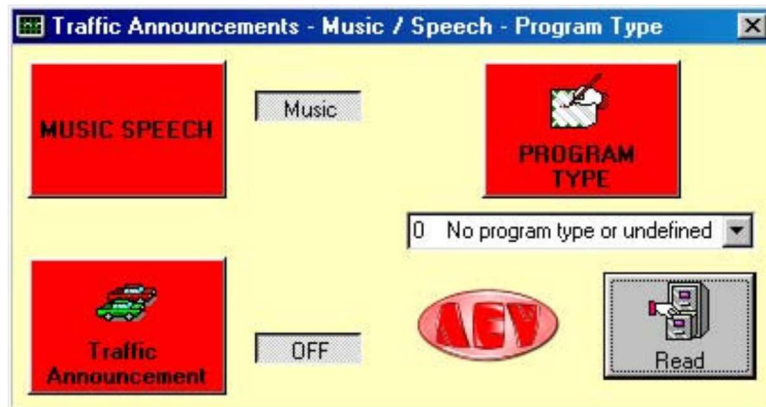 Traffic Announcements - Music / Speech - Program Type
MUSIC SPEECH
Music
PROGRAM
TYPE
0 No program type or undefined
Traffic
Announcement
OFF
AEV
Read